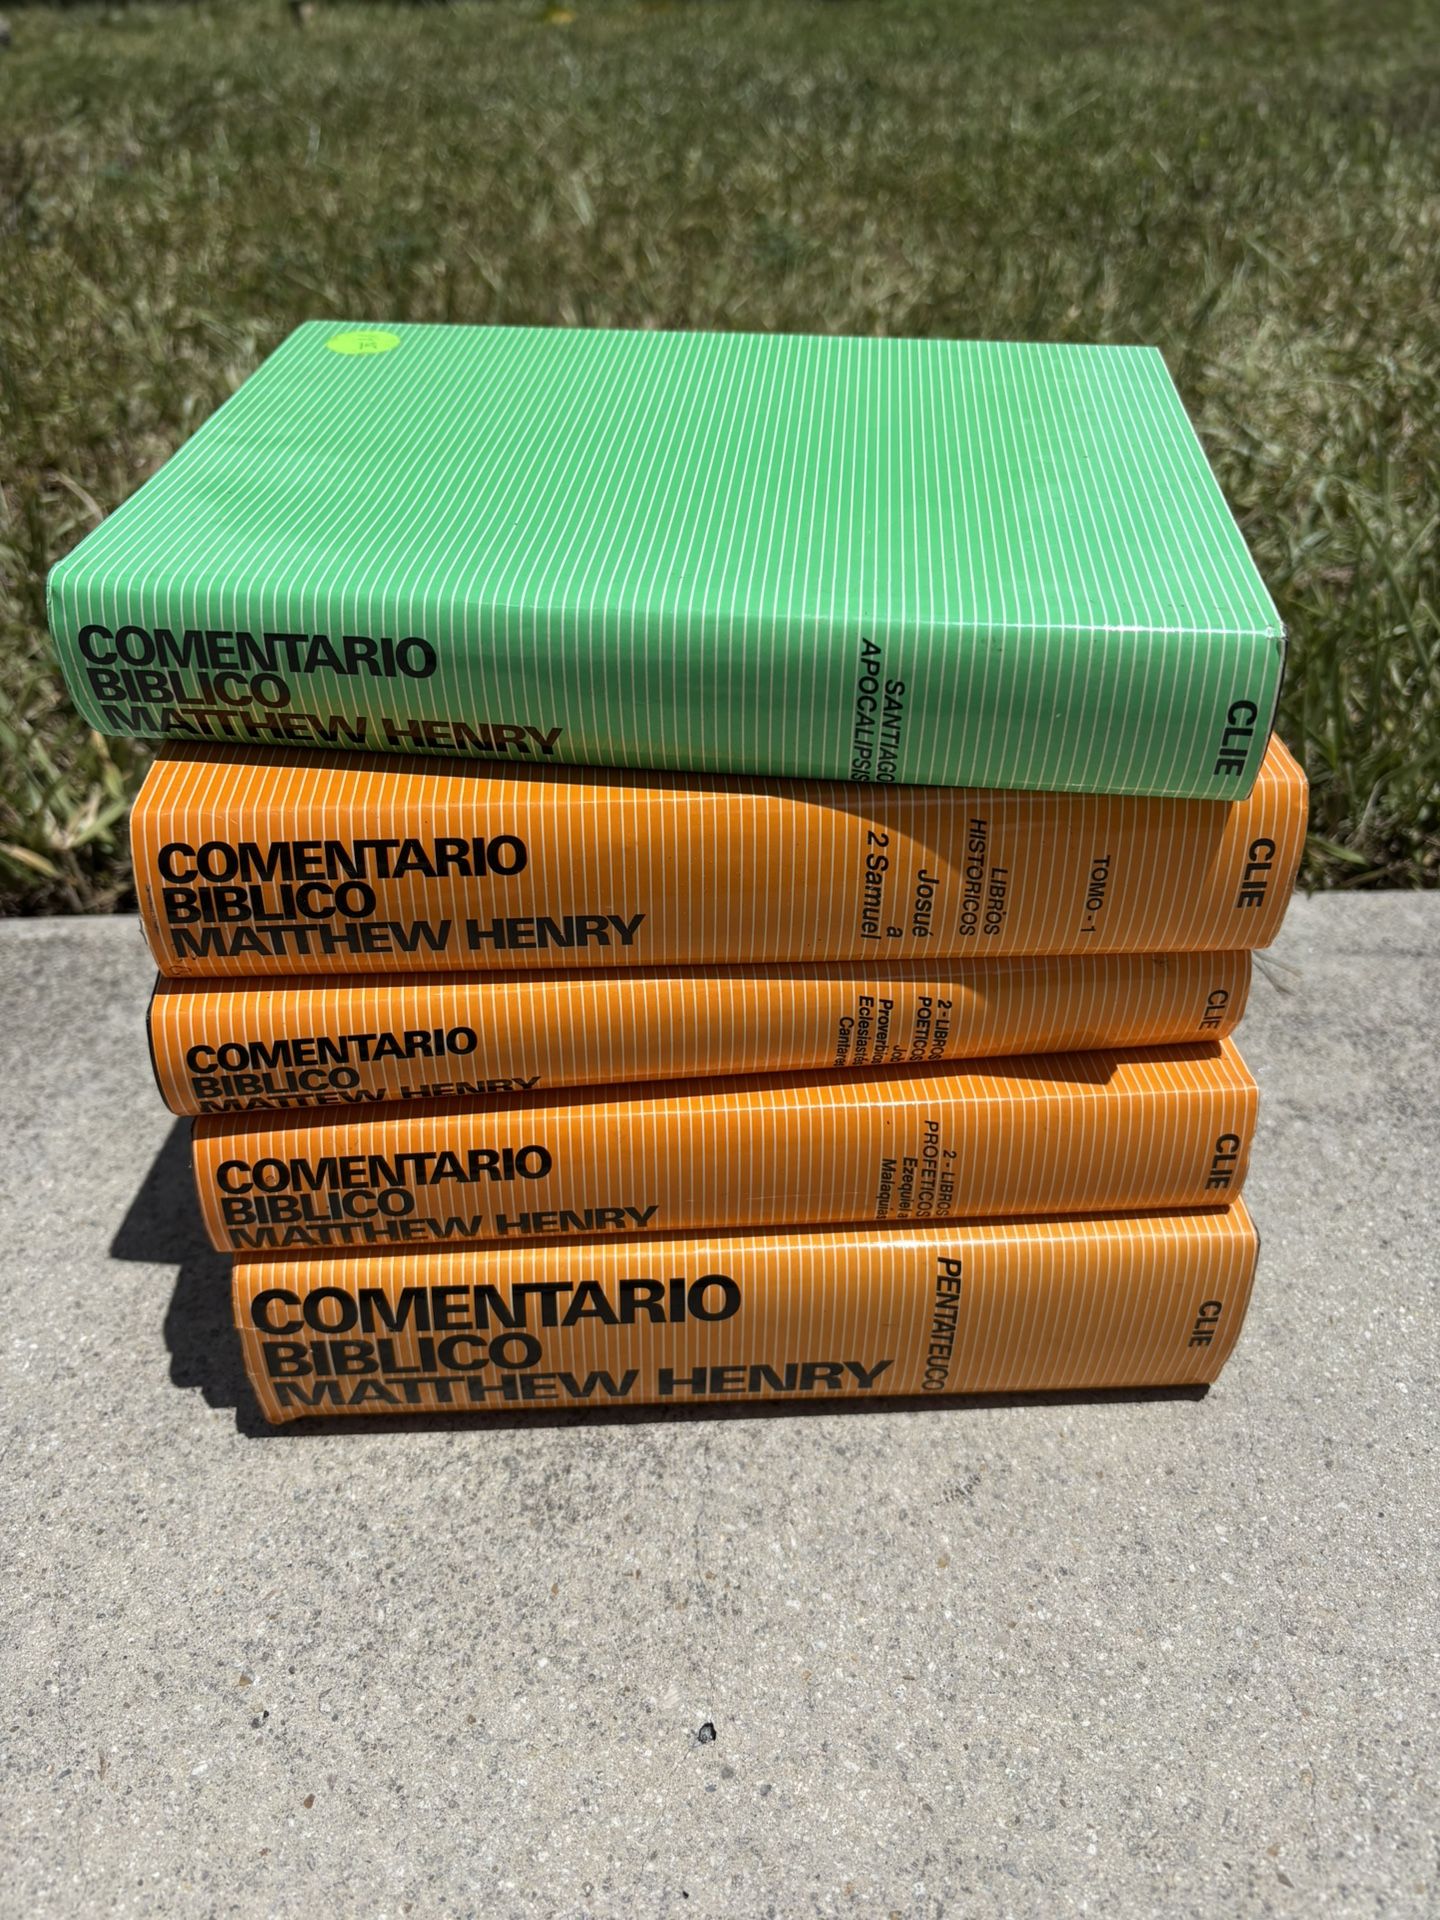 COMENTARIO
BIBLICO
MATTHEW HENRY
SANTIAGO
APOCALIPSIS
CLIE
COMENTARIO
BIBLICO
MATTHEW HENRY
Josué
a
2 Samuel
LIBROS
HISTORICOS
TOMO - 1
CLIE
COMENTARIO
BIBLICO
MATTEW HENRY
2-LIBROS
POETICOS
Job
Proverbios
Eclesiastés
Cantares
CLIE
COMENTARIO
BIBLICO
MATTHEW HENRY
2 - LIBROS
PROFETICOS
Ezequiel a
Malaquias
CLIE
COMENTARIO
BIBLICO
MATTHEW HENRY
PENTATEUCO
CLIE